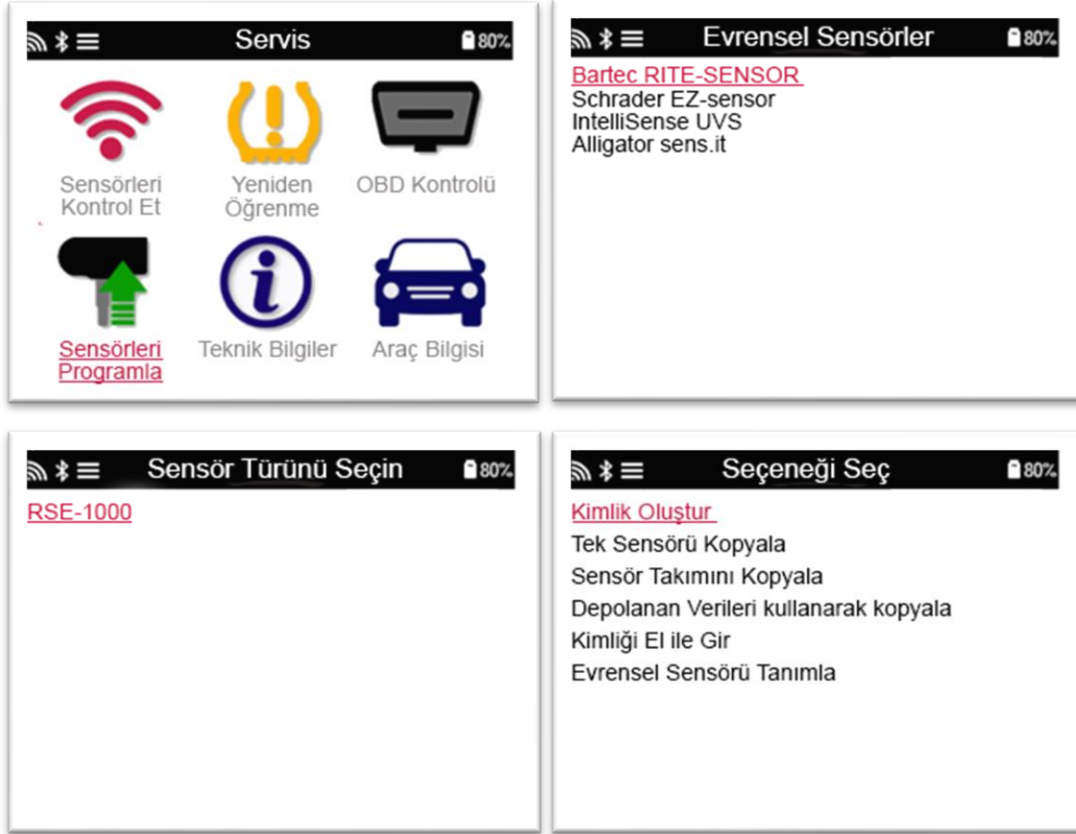 Servis
80%
Sensörleri
Kontrol Et
Yeniden
Öğrenme
OBD Kontrolü
Sensörleri
Programla
Teknik Bilgiler
Araç Bilgisi
Evrensel Sensörler
80%
Bartec RITE-SENSOR
Schrader EZ-sensor
IntelliSense UVS
Alligator sens.it
Sensör Türünü Seçin
80%
RSE-1000
Seçeneği Seç
80%
Kimlik Oluştur
Tek Sensörü Kopyala
Sensör Takımını Kopyala
Depolanan Verileri kullanarak kopyala
Kimliği El ile Gir
Evrensel Sensörü Tanımla